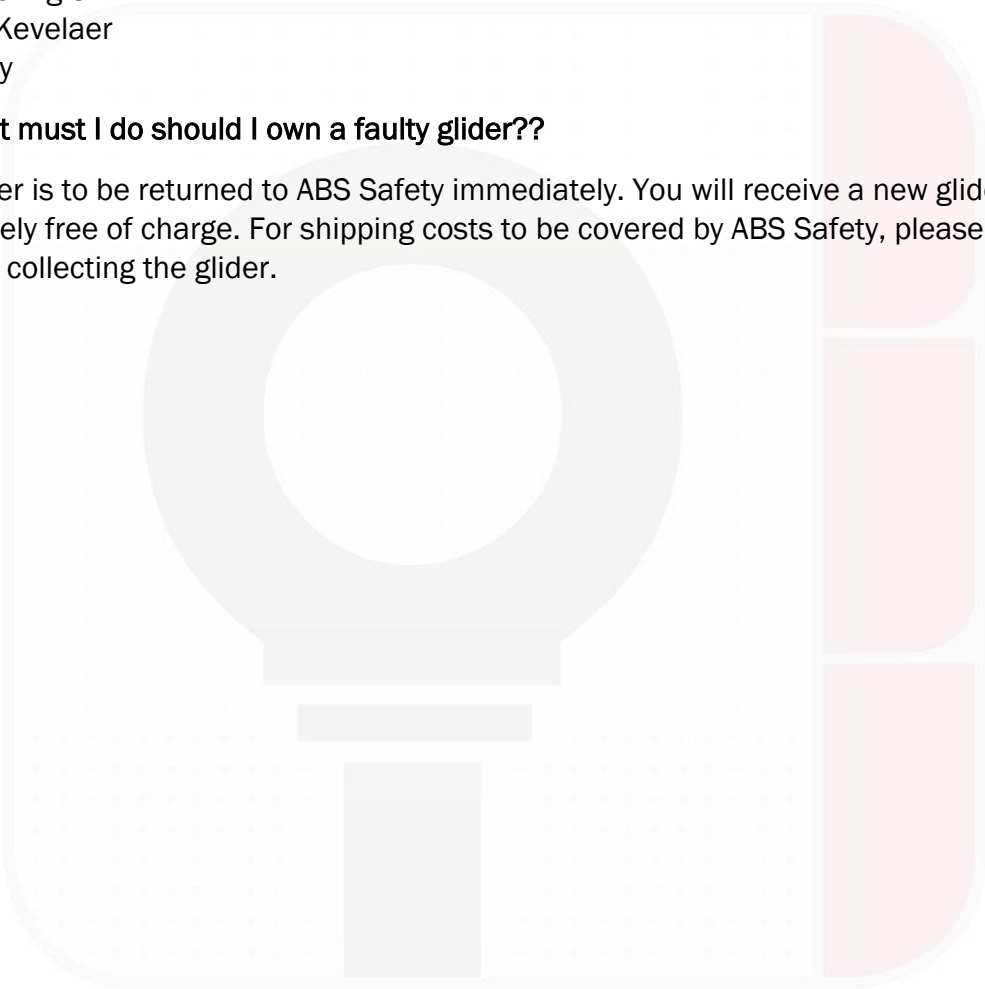 Kevelaer
y
t must I do should I own a faulty glider??
er is to be returned to ABS Safety immediately. You will receive a new glid
ely free of charge. For shipping costs to be covered by ABS Safety, please
collecting the glider.